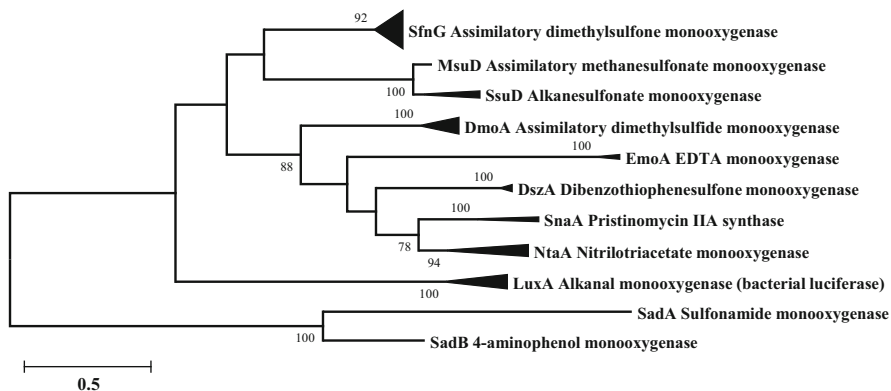 92
SfnG Assimilatory dimethylsulfone monooxygenase
MsuD Assimilatory methanesulfonate monooxygenase
100
SsuD Alkanesulfonate monooxygenase
100
DmoA Assimilatory dimethylsulfide monooxygenase
88
100
EmoA EDTA monooxygenase
100
DszA Dibenzothiophenesulfone monooxygenase
100
SnaA Pristinomycin IIA synthase
78
NtaA Nitrilotriacetate monooxygenase
94
LuxA Alkanal monooxygenase (bacterial luciferase)
100
SadA Sulfonamide monooxygenase
100
SadB 4-aminophenol monooxygenase
0.5